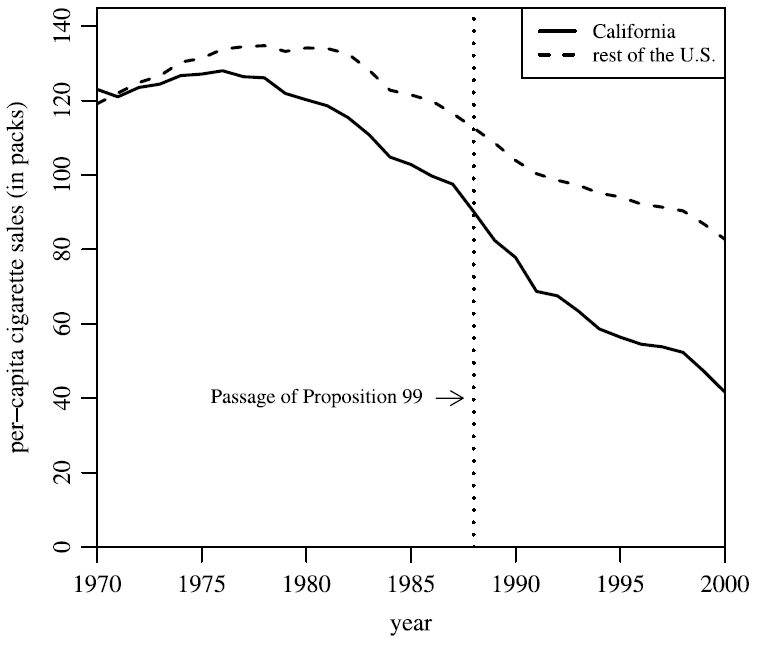 California
rest of the U.S.
per−capita cigarette sales (in packs)
140
120
100
80
60
40
20
0
Passage of Proposition 99
1970 1975 1980 1985 1990 1995 2000
year